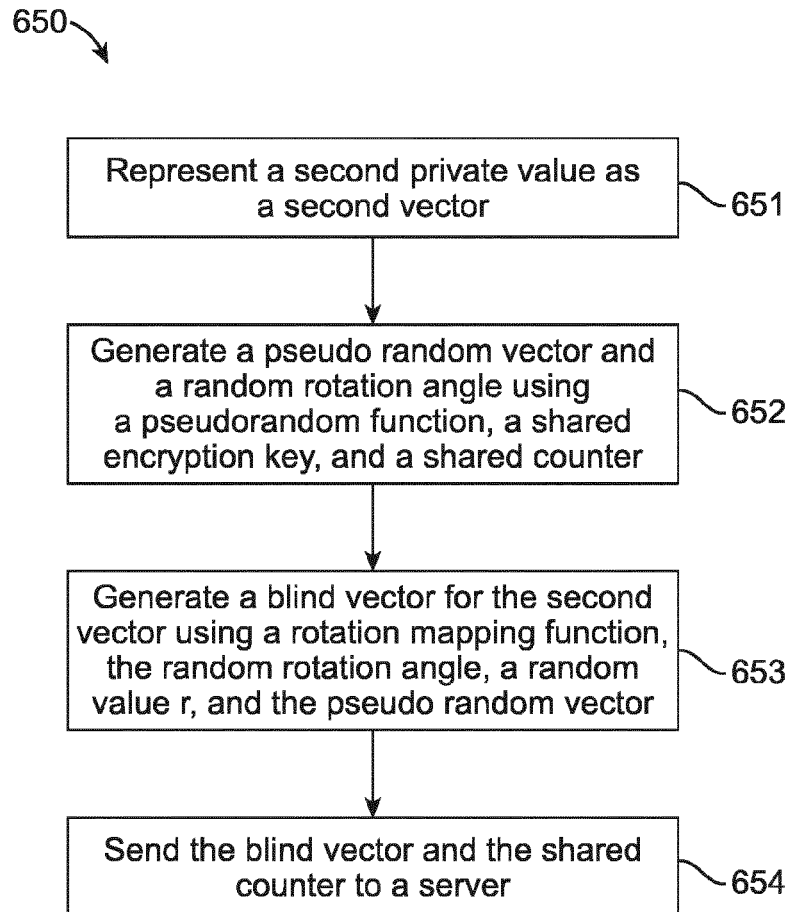 650
Represent a second private value as
a second vector
651
Generate a pseudo random vector and
a random rotation angle using
a pseudorandom function, a shared
encryption key, and a shared counter
652
Generate a blind vector for the second
vector using a rotation mapping function,
the random rotation angle, a random
value r, and the pseudo random vector
653
Send the blind vector and the shared
counter to a server
654